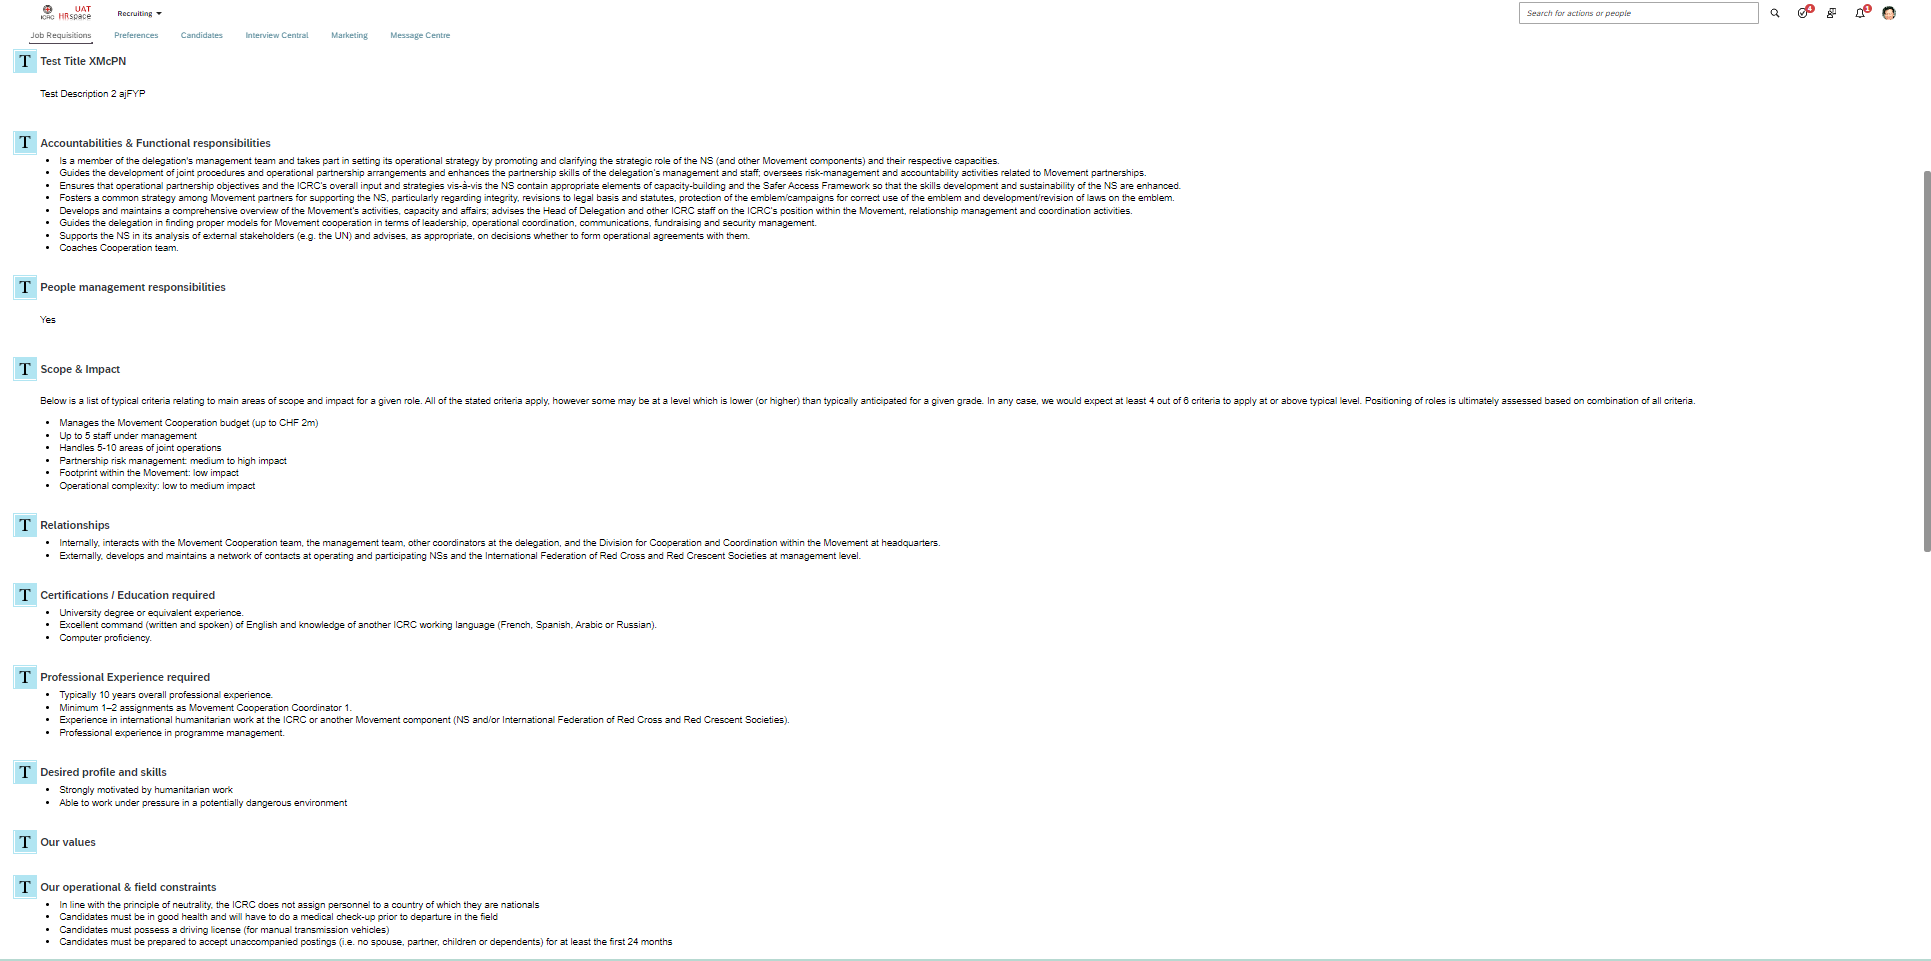 UAT
ICRC HRspace
Recruiting
Search for actions or people
4
1
Job Requisitions
Preferences
Candidates
Interview Central
Marketing
Message Centre
T Test Title XMcPN
Test Description 2 ajFYP
T Accountabilities & Functional responsibilities
• Is a member of the delegation's management team and takes part in setting its operational strategy by promoting and clarifying the strategic role of the NS (and other Movement components) and their respective capacities.
• Guides the development of joint procedures and operational partnership arrangements and enhances the partnership skills of the delegation's management and staff; oversees risk-management and accountability activities related to Movement partnerships.
• Ensures that operational partnership objectives and the ICRC's overall input and strategies vis-à-vis the NS contain appropriate elements of capacity-building and the Safer Access Framework so that the skills development and sustainability of the NS are enhanced.
• Fosters a common strategy among Movement partners for supporting the NS, particularly regarding integrity, revisions to legal basis and statutes, protection of the emblem/campaigns for correct use of the emblem and development/revision of laws on the emblem.
• Develops and maintains a comprehensive overview of the Movement's activities, capacity and affairs; advises the Head of Delegation and other ICRC staff on the ICRC's position within the Movement, relationship management and coordination activities.
• Guides the delegation in finding proper models for Movement cooperation in terms of leadership, operational coordination, communications, fundraising and security management.
• Supports the NS in its analysis of external stakeholders (e.g. the UN) and advises, as appropriate, on decisions whether to form operational agreements with them.
• Coaches Cooperation team.
T People management responsibilities
Yes
T Scope & Impact
Below is a list of typical criteria relating to main areas of scope and impact for a given role. All of the stated criteria apply, however some may be at a level which is lower (or higher) than typically anticipated for a given grade. In any case, we would expect at least 4 out of 6 criteria to apply at or above typical level. Positioning of roles is ultimately assessed based on combination of all criteria.
• Manages the Movement Cooperation budget (up to CHF 2m)
• Up to 5 staff under management
• Handles 5-10 areas of joint operations
• Partnership risk management: medium to high impact
• Footprint within the Movement: low impact
• Operational complexity: low to medium impact
T Relationships
• Internally, interacts with the Movement Cooperation team, the management team, other coordinators at the delegation, and the Division for Cooperation and Coordination within the Movement at headquarters.
• Externally, develops and maintains a network of contacts at operating and participating NSs and the International Federation of Red Cross and Red Crescent Societies at management level.
T Certifications / Education required
• University degree or equivalent experience.
• Excellent command (written and spoken) of English and knowledge of another ICRC working language (French, Spanish, Arabic or Russian).
• Computer proficiency.
T Professional Experience required
• Typically 10 years overall professional experience.
• Minimum 1–2 assignments as Movement Cooperation Coordinator 1.
• Experience in international humanitarian work at the ICRC or another Movement component (NS and/or International Federation of Red Cross and Red Crescent Societies).
• Professional experience in programme management.
T Desired profile and skills
• Strongly motivated by humanitarian work
• Able to work under pressure in a potentially dangerous environment
T Our values
T Our operational & field constraints
• In line with the principle of neutrality, the ICRC does not assign personnel to a country of which they are nationals
• Candidates must be in good health and will have to do a medical check-up prior to departure in the field
• Candidates must possess a driving license (for manual transmission vehicles)
• Candidates must be prepared to accept unaccompanied postings (i.e. no spouse, partner, children or dependents) for at least the first 24 months